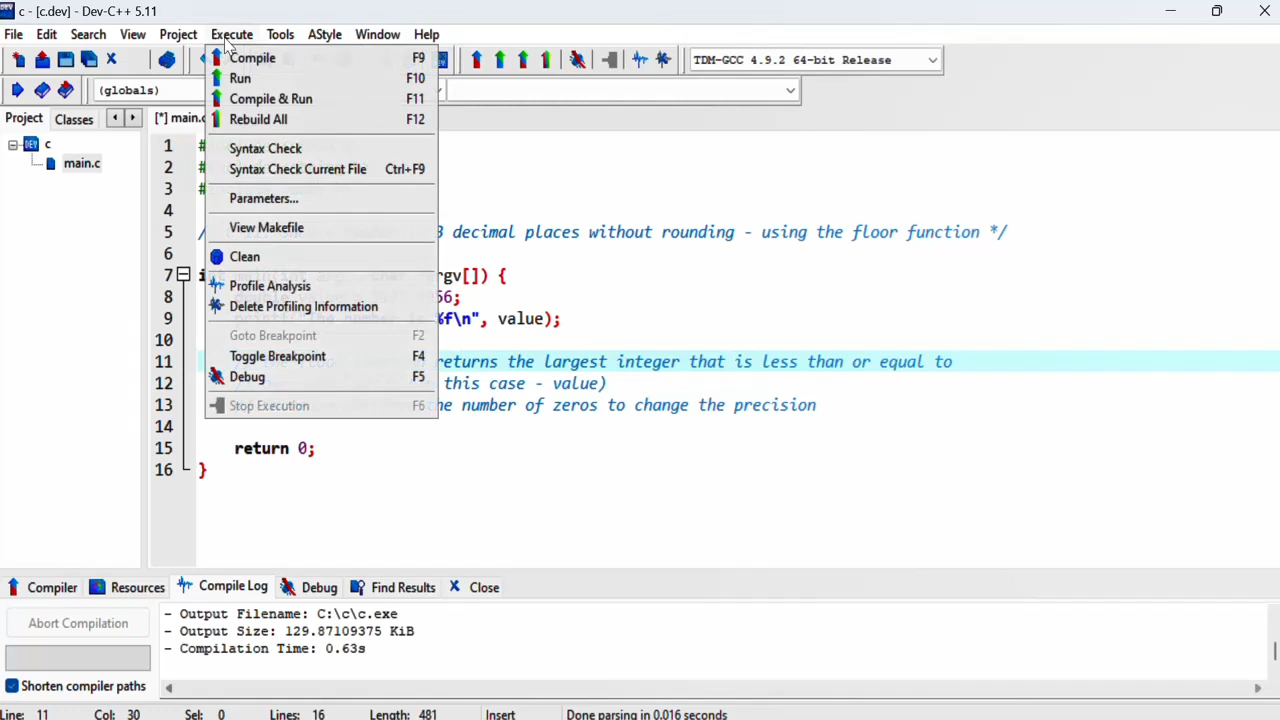 c - [c.dev] - Dev-C++ 5.11
File Edit Search View Project Execute Tools AStyle Window Help
TDM-GCC 4.9.2 64-bit Release
(globals)
Project Classes [*] main.c
c
main.c
Compile F9
Run F10
Compile & Run F11
Rebuild All F12
Syntax Check
Syntax Check Current File Ctrl+F9
Parameters...
View Makefile
Clean
Profile Analysis
Delete Profiling Information
Goto Breakpoint F2
Toggle Breakpoint F4
Debug F5
Stop Execution F6
1 #
2 #
3 #
4
5 / 3 decimal places without rounding - using the floor function */
6
7 argv[]) {
8 56;
9 printf("The number is %f\n", value);
10
11 returns the largest integer that is less than or equal to
12 this case - value)
13 the number of zeros to change the precision
14
15 return 0;
16 }
Compiler Resources Compile Log Debug Find Results Close
Abort Compilation
Shorten compiler paths
- Output Filename: C:\c\c.exe
- Output Size: 129.87109375 KiB
- Compilation Time: 0.63s
Line: 11 Col: 30 Sel: 0 Lines: 16 Length: 481 Insert Done parsing in 0.016 seconds